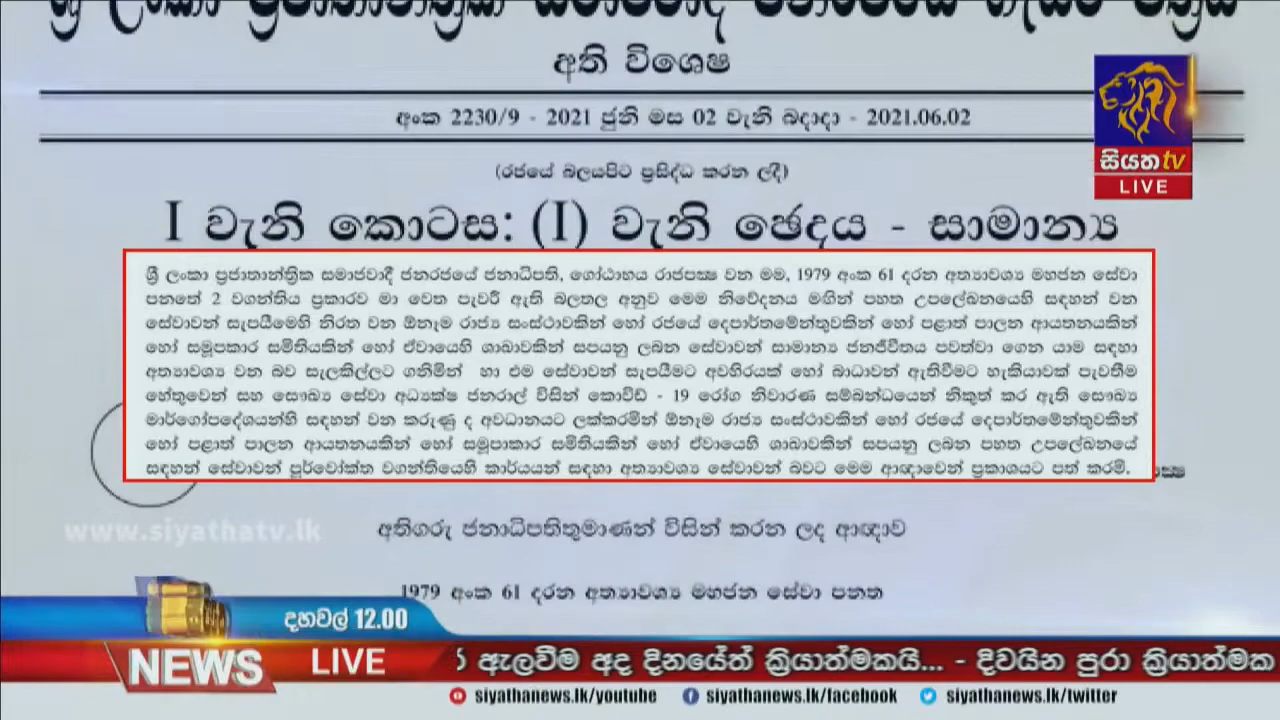 ශ්‍රී ලංකා ප්‍රජාතාන්ත්‍රික සමාජවාදී ජනරජයේ ගැසට් පත්‍රය
අති විශෙෂ
අංක 2230/9 - 2021 ජූනි මස 02 වැනි බදාදා - 2021.06.02
සියත tv
LIVE
(රජයේ බලයපිට ප්‍රසිද්ධ කරන ලදී)
I වැනි කොටස: (I) වැනි ඡෙදය - සාමාන්‍ය
ශ්‍රී ලංකා ප්‍රජාතාන්ත්‍රික සමාජවාදී ජනරජයේ ජනාධිපති, ගෝඨාභය රාජපක්‍ෂ වන මම, 1979 අංක 61 දරන අත්‍යාවශ්‍ය මහජන සේවා
පනතේ 2 වගන්තිය ප්‍රකාරව මා වෙත පැවරී ඇති බලතල අනුව මෙම නිවේදනය මගින් පහත උපලේඛනයෙහි සඳහන් වන
සේවාවන් සැපයීමෙහි නිරත වන ඕනෑම රාජ්‍ය සංස්ථාවකින් හෝ රජයේ දෙපාර්තමේන්තුවකින් හෝ පළාත් පාලන ආයතනයකින්
හෝ සමූපකාර සමිතියකින් හෝ ඒවායෙහි ශාඛාවකින් සපයනු ලබන සේවාවන් සාමාන්‍ය ජනජීවිතය පවත්වා ගෙන යාම සඳහා
අත්‍යාවශ්‍ය වන බව සැලකිල්ලට ගනිමින් හා එම සේවාවන් සැපයීමට අවහිරයක් හෝ බාධාවන් ඇතිවීමට හැකියාවක් පැවතීම
හේතුවෙන් සහ සෞඛ්‍ය සේවා අධ්‍යක්ෂ ජනරාල් විසින් කොවිඩ් - 19 රෝග නිවාරණ සම්බන්ධයෙන් නිකුත් කර ඇති සෞඛ්‍ය
මාර්ගෝපදේශයන්හි සඳහන් වන කරුණු ද අවධානයට ලක්කරමින් ඕනෑම රාජ්‍ය සංස්ථාවකින් හෝ රජයේ දෙපාර්තමේන්තුවකින්
හෝ පළාත් පාලන ආයතනයකින් හෝ සමූපාකාර සමිතියකින් හෝ ඒවායෙහි ශාඛාවකින් සපයනු ලබන පහත උපලේඛනයේ
සඳහන් සේවාවන් පූර්වෝක්ත වගන්තියෙහි කාර්යයන් සඳහා අත්‍යාවශ්‍ය සේවාවන් බවට මෙම ආඥාවෙන් ප්‍රකාශයට පත් කරමි.
www.siyathatv.lk
අතිගරු ජනාධිපතිතුමාණන් විසින් කරන ලද ආඥාව
1979 අංක 61 දරන අත්‍යාවශ්‍ය මහජන සේවා පනත
දහවල් 12.00
NEWS LIVE
ඇලවීම අද දිනයේත් ක්‍රියාත්මකයි... - දිවයින පුරා ක්‍රියාත්මක
siyathanews.lk/youtube siyathanews.lk/facebook siyathanews.lk/twitter